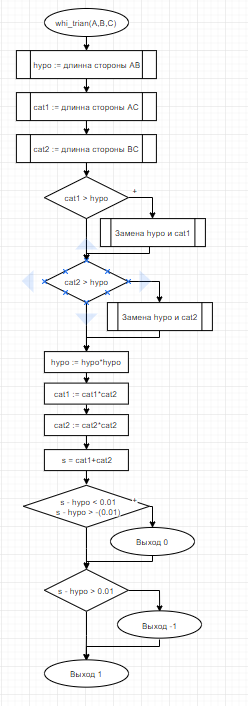 whi_trian(A,B,C)
hypo := длинна стороны AB
cat1 := длинна стороны AC
cat2 := длинна стороны BC
cat1 > hypo
+
Замена hypo и cat1
cat2 > hypo
Замена hypo и cat2
hypo := hypo*hypo
cat1 := cat1*cat2
cat2 := cat2*cat2
s = cat1+cat2
s - hypo < 0.01
s - hypo > -(0.01)
+
Выход 0
s - hypo > 0.01
Выход -1
Выход 1